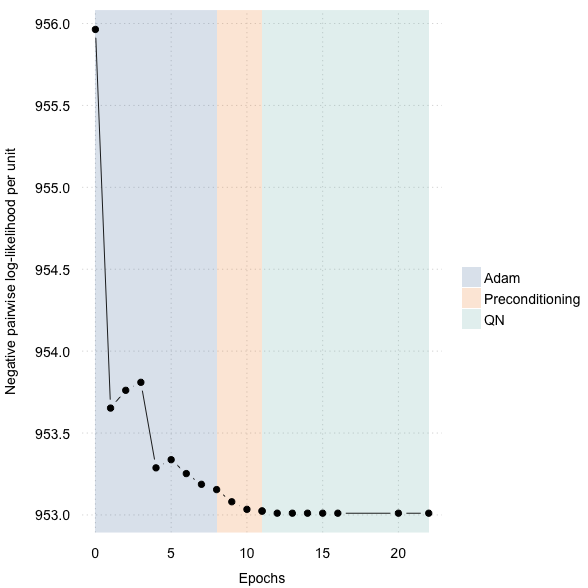 956.0
955.5
955.0
954.5
954.0
953.5
953.0
Negative pairwise log-likelihood per unit
0 5 10 15 20
Epochs
Adam
Preconditioning
QN